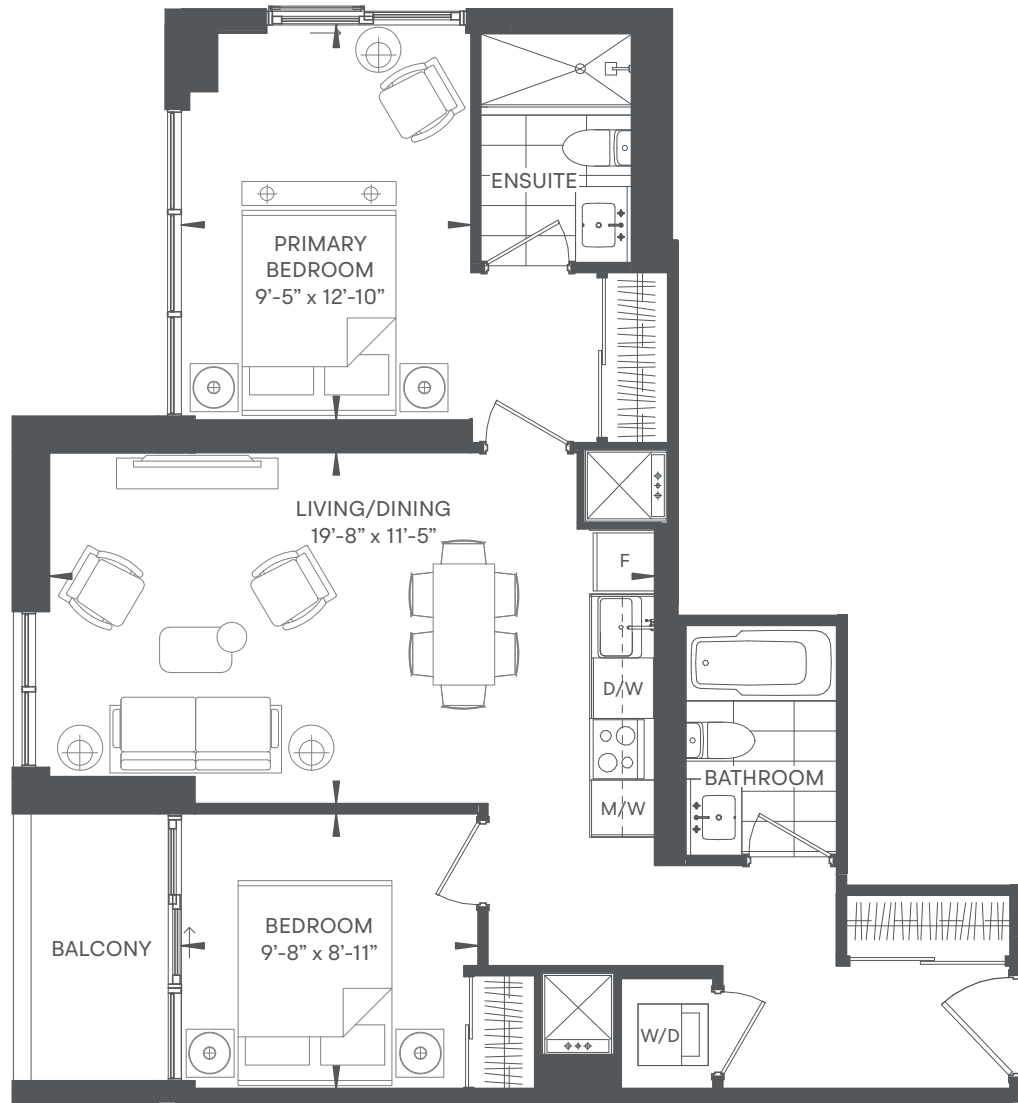 ENSUITE
PRIMARY
BEDROOM
9’-5” x 12’-10”
LIVING/DINING
19’-8” x 11’-5”
F
D/W
BATHROOM
M/W
BEDROOM
9’-8” x 8’-11”
BALCONY
W/D